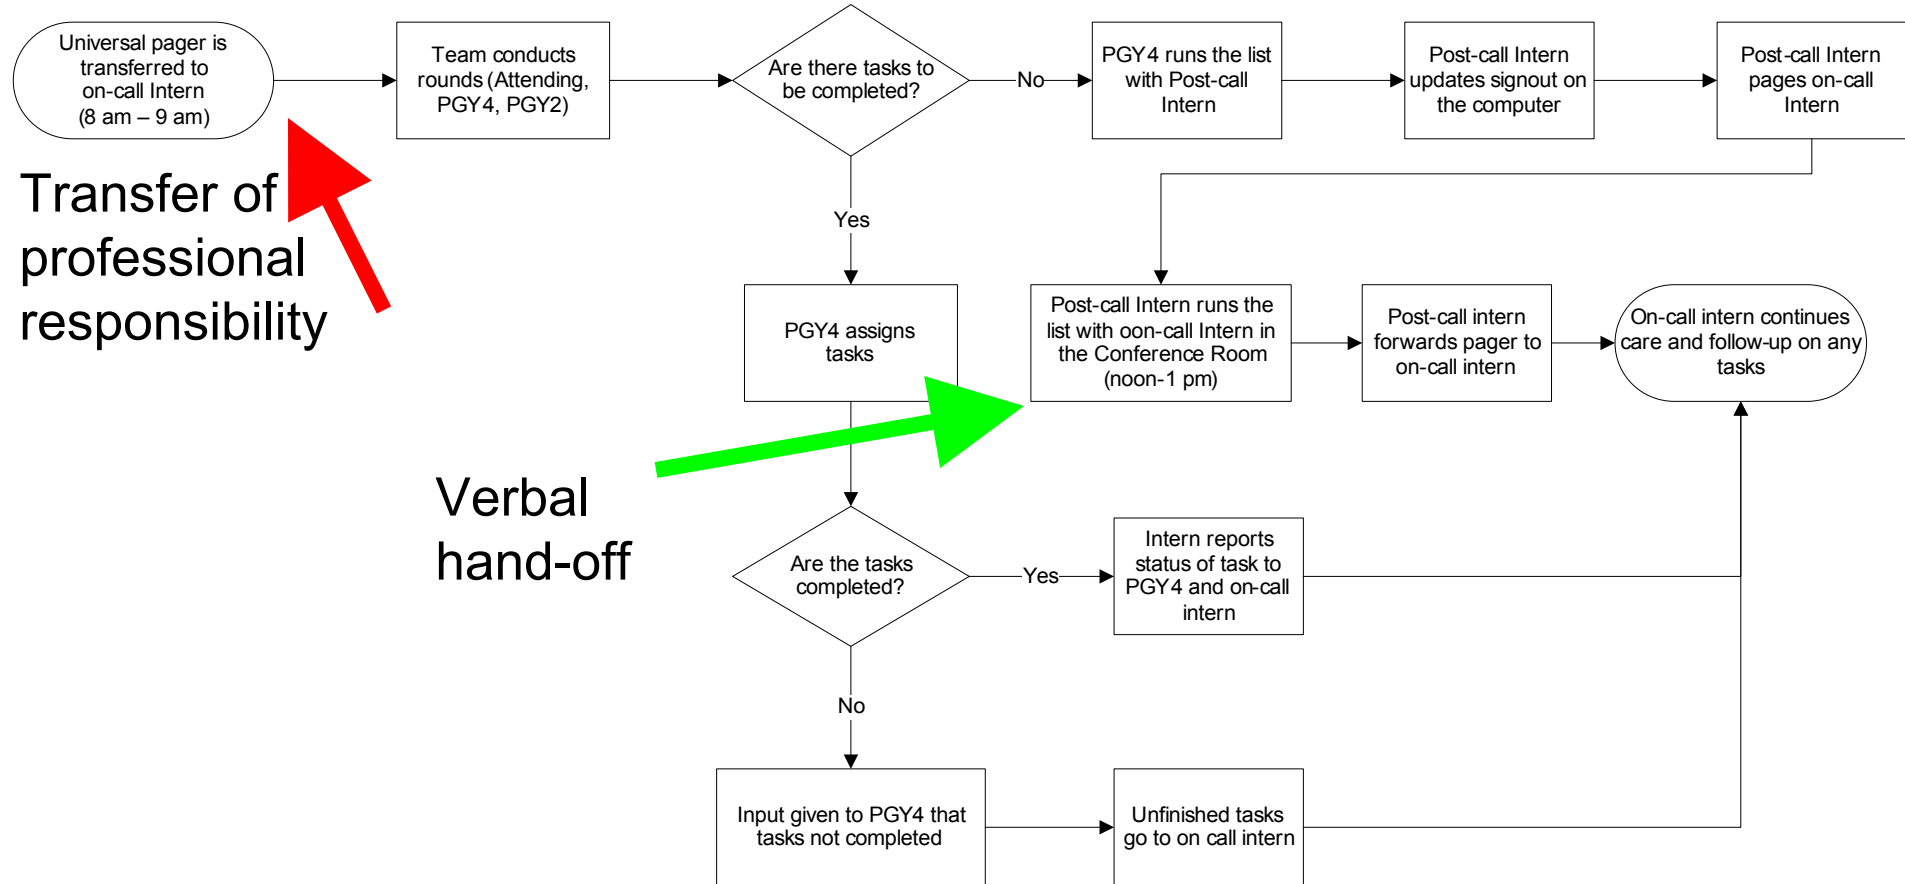 Universal pager is
transferred to
on-call Intern
(8 am – 9 am)
Team conducts
rounds (Attending,
PGY4, PGY2)
Are there tasks to
be completed?
No
PGY4 runs the list
with Post-call
Intern
Post-call Intern
updates signout on
the computer
Post-call Intern
pages on-call
Intern
Transfer of
professional
responsibility
Yes
PGY4 assigns
tasks
Post-call Intern runs the
list with oon-call Intern in
the Conference Room
(noon-1 pm)
Post-call intern
forwards pager to
on-call intern
On-call intern continues
care and follow-up on any
tasks
Verbal
hand-off
Are the tasks
completed?
Yes
Intern reports
status of task to
PGY4 and on-call
intern
No
Input given to PGY4 that
tasks not completed
Unfinished tasks
go to on call intern